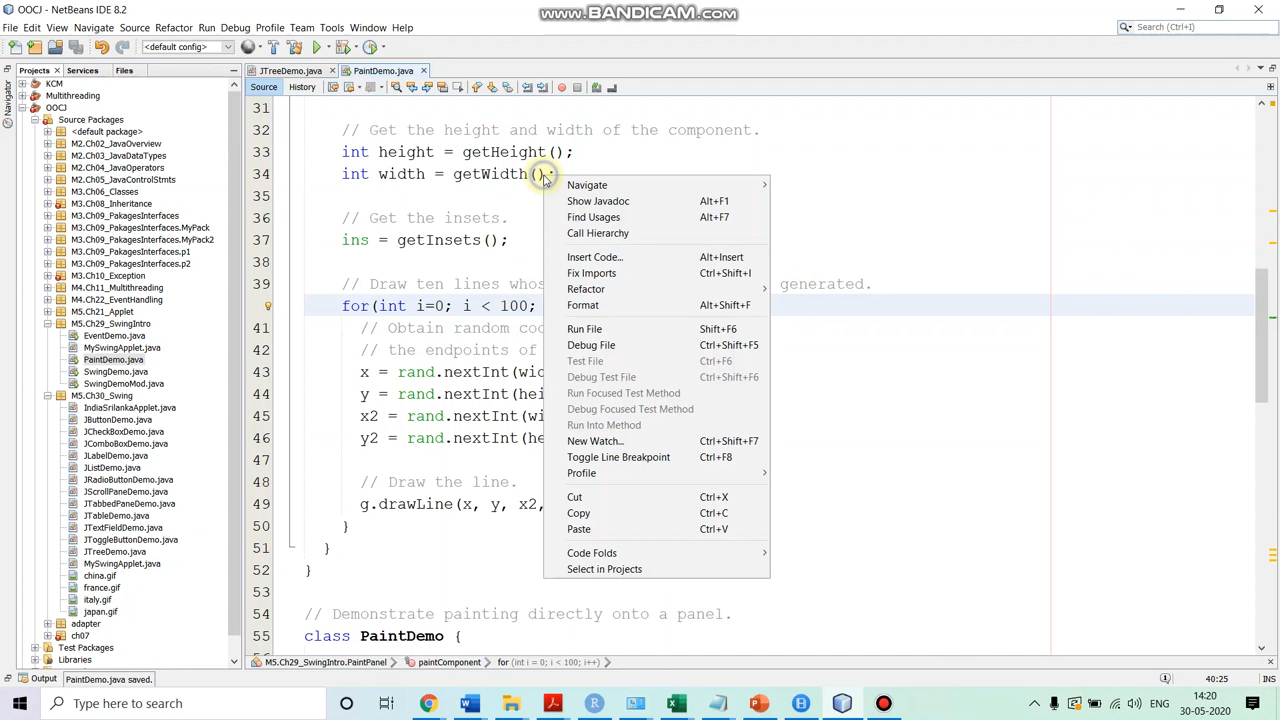 OOCJ - NetBeans IDE 8.2
www.BANDICAM.com
File Edit View Navigate Source Refactor Run Debug Profile Team Tools Window Help
Search (Ctrl+I)
<default config>
Projects Services Files
JTreeDemo.java PaintDemo.java
Source History
Navigator
KCM
Multithreading
OOCJ
Source Packages
<default package>
M2.Ch02_JavaOverview
M2.Ch03_JavaDataTypes
M2.Ch04_JavaOperators
M2.Ch05_JavaControlStmts
M3.Ch06_Classes
M3.Ch08_Inheritance
M3.Ch09_PakagesInterfaces
M3.Ch09_PakagesInterfaces.MyPack
M3.Ch09_PakagesInterfaces.MyPack2
M3.Ch09_PakagesInterfaces.p1
M3.Ch09_PakagesInterfaces.p2
M3.Ch10_Exception
M4.Ch11_Multithreading
M4.Ch22_EventHandling
M5.Ch21_Applet
M5.Ch29_SwingIntro
EventDemo.java
MySwingApplet.java
PaintDemo.java
SwingDemo.java
SwingDemoMod.java
M5.Ch30_Swing
IndiaSrilankaApplet.java
JButtonDemo.java
JCheckBoxDemo.java
JComboBoxDemo.java
JLabelDemo.java
JListDemo.java
JRadioButtonDemo.java
JScrollPaneDemo.java
JTabbedPaneDemo.java
JTableDemo.java
JTextFieldDemo.java
JToggleButtonDemo.java
JTreeDemo.java
MySwingApplet.java
china.gif
france.gif
italy.gif
japan.gif
adapter
ch07
Test Packages
Libraries
31
32 // Get the height and width of the component.
33 int height = getHeight();
34 int width = getWidth();
35
36 // Get the insets.
37 ins = getInsets();
38
39 // Draw ten lines whos generated.
for(int i=0; i < 100;
41 // Obtain random coo
42 // the endpoints of
43 x = rand.nextInt(wid
44 y = rand.nextInt(hei
45 x2 = rand.nextInt(wi
46 y2 = rand.nextInt(he
47
48 // Draw the line.
49 g.drawLine(x, y, x2,
50 }
51 }
52 }
53
54 // Demonstrate painting directly onto a panel.
55 class PaintDemo {
Navigate
Show Javadoc Alt+F1
Find Usages Alt+F7
Call Hierarchy
Insert Code... Alt+Insert
Fix Imports Ctrl+Shift+I
Refactor
Format Alt+Shift+F
Run File Shift+F6
Debug File Ctrl+Shift+F5
Test File Ctrl+F6
Debug Test File Ctrl+Shift+F6
Run Focused Test Method
Debug Focused Test Method
Run Into Method
New Watch... Ctrl+Shift+F7
Toggle Line Breakpoint Ctrl+F8
Profile
Cut Ctrl+X
Copy Ctrl+C
Paste Ctrl+V
Code Folds
Select in Projects
M5.Ch29_SwingIntro.PaintPanel paintComponent for (int i = 0; i < 100; i++)
Output PaintDemo.java saved. 40:25 INS
Type here to search
14:20
30-05-2020